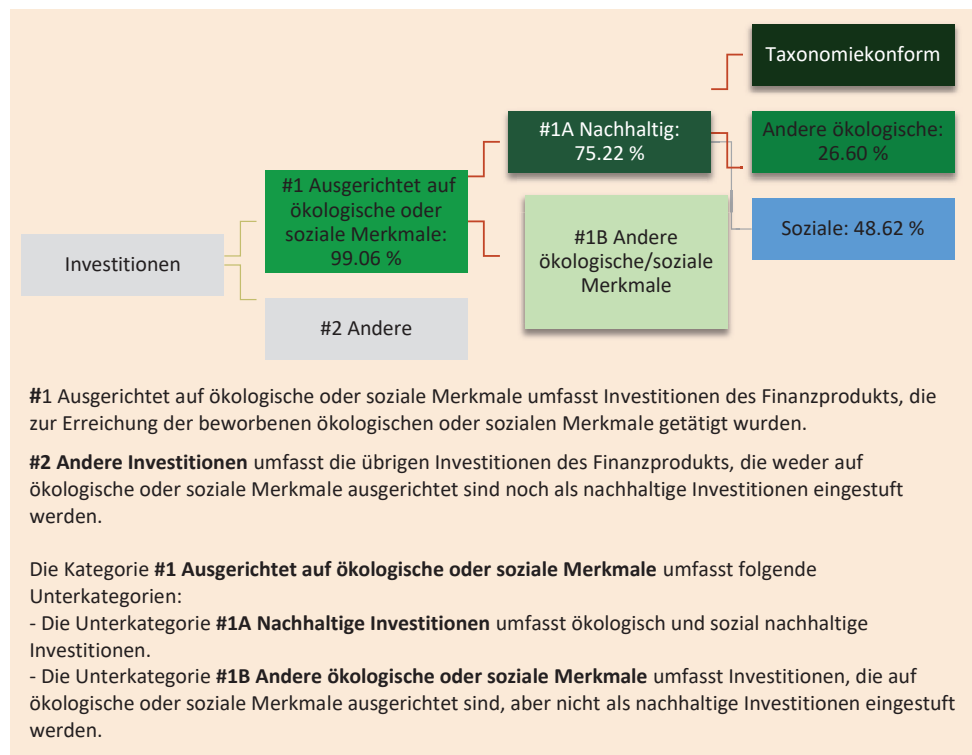 Taxonomiekonform
#1A Nachhaltig:
75.22 %
Andere ökologische:
26.60 %
#1 Ausgerichtet auf
ökologische oder
soziale Merkmale:
99.06 %
Soziale: 48.62 %
#1B Andere
ökologische/soziale
Merkmale
Investitionen
#2 Andere
#1 Ausgerichtet auf ökologische oder soziale Merkmale umfasst Investitionen des Finanzprodukts, die
zur Erreichung der beworbenen ökologischen oder sozialen Merkmale getätigt wurden.
#2 Andere Investitionen umfasst die übrigen Investitionen des Finanzprodukts, die weder auf
ökologische oder soziale Merkmale ausgerichtet sind noch als nachhaltige Investitionen eingestuft
werden.
Die Kategorie #1 Ausgerichtet auf ökologische oder soziale Merkmale umfasst folgende
Unterkategorien:
- Die Unterkategorie #1A Nachhaltige Investitionen umfasst ökologisch und sozial nachhaltige
Investitionen.
- Die Unterkategorie #1B Andere ökologische oder soziale Merkmale umfasst Investitionen, die auf
ökologische oder soziale Merkmale ausgerichtet sind, aber nicht als nachhaltige Investitionen eingestuft
werden.